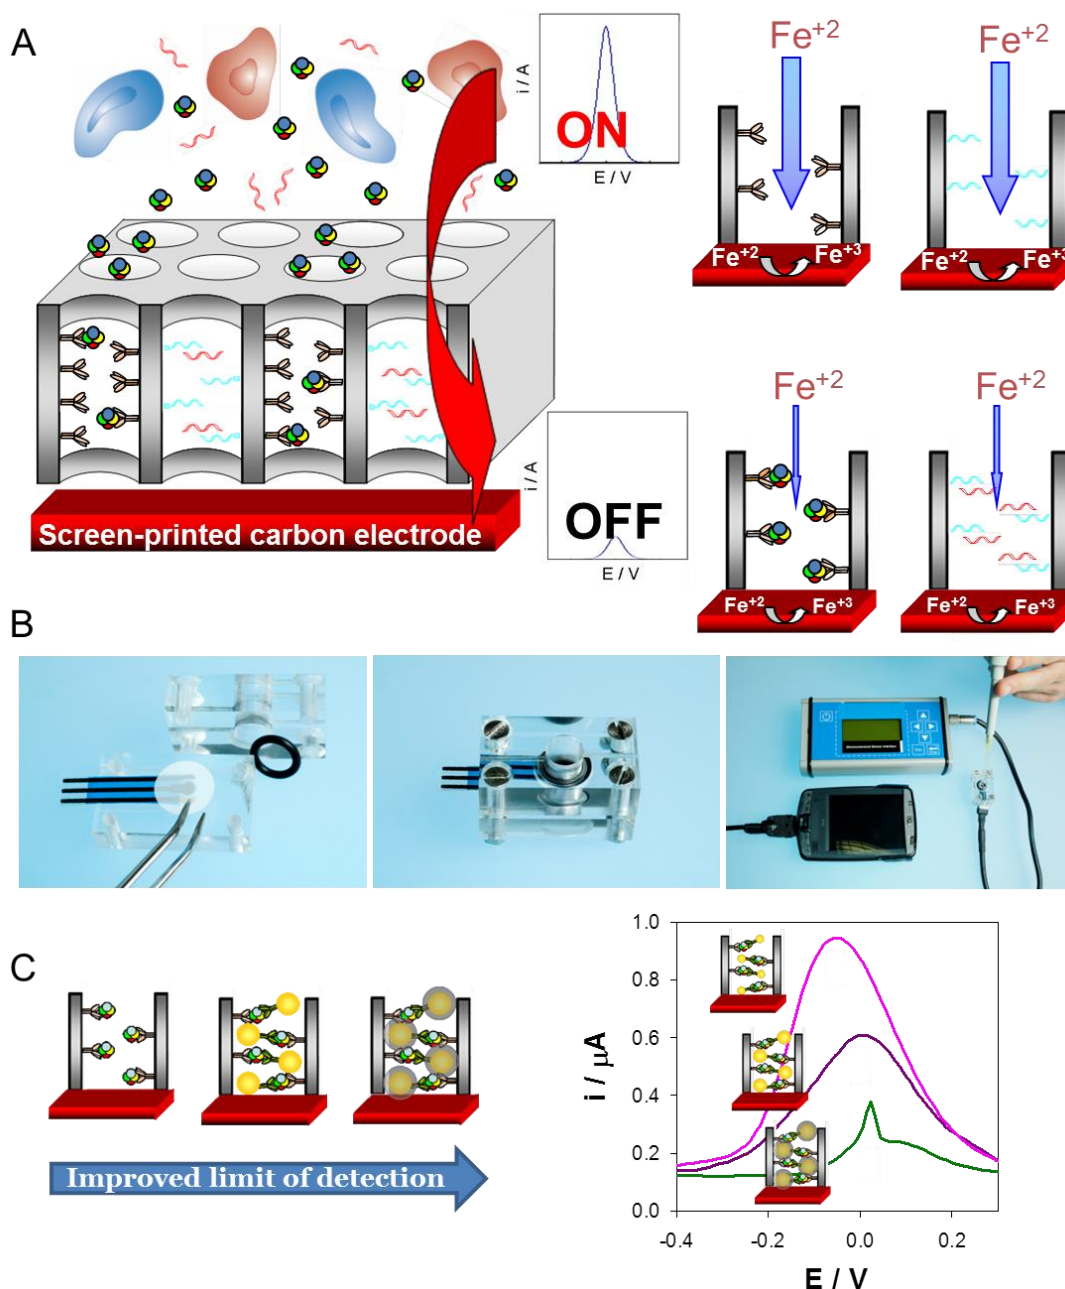 A
i / A
ON
E / V
Fe+2
Fe+2
Fe+2
Fe+3
Fe+2
Fe+3
Screen-printed carbon electrode
i / A
OFF
E / V
Fe+2
Fe+2
Fe+2
Fe+3
Fe+2
Fe+3
B
C
Improved limit of detection
1.0
0.8
0.6
0.4
0.2
0.0
i / μA
-0.4
-0.2
0.0
0.2
E / V